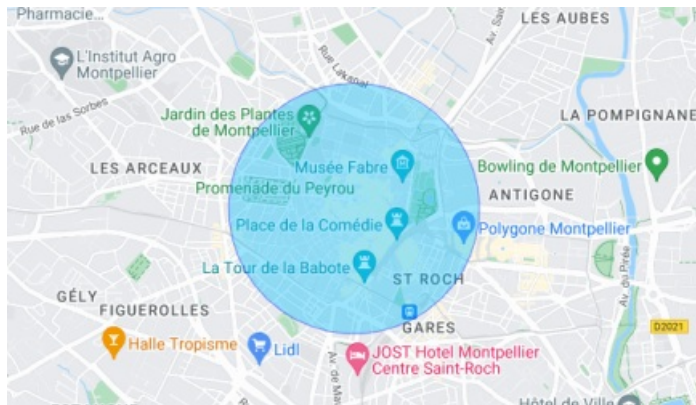 Pharmacie...
LES AUBES
L'Institut Agro
Montpellier
Rue Lakanal
Rue de las Sorbes
Jardin des Plantes
de Montpellier
LA POMPIGNANE
LES ARCEAUX
Musée Fabre
Bowling de Montpellier
Promenade du Peyrou
ANTIGONE
Place de la Comédie
Polygone Montpellier
La Tour de la Babote
ST ROCH
Av. du Pirée
GÉLY
FIGUEROLLES
GARES
D2021
Halle Tropisme
Lidl
JOST Hotel Montpellier
Centre Saint-Roch
Hôtel de Ville